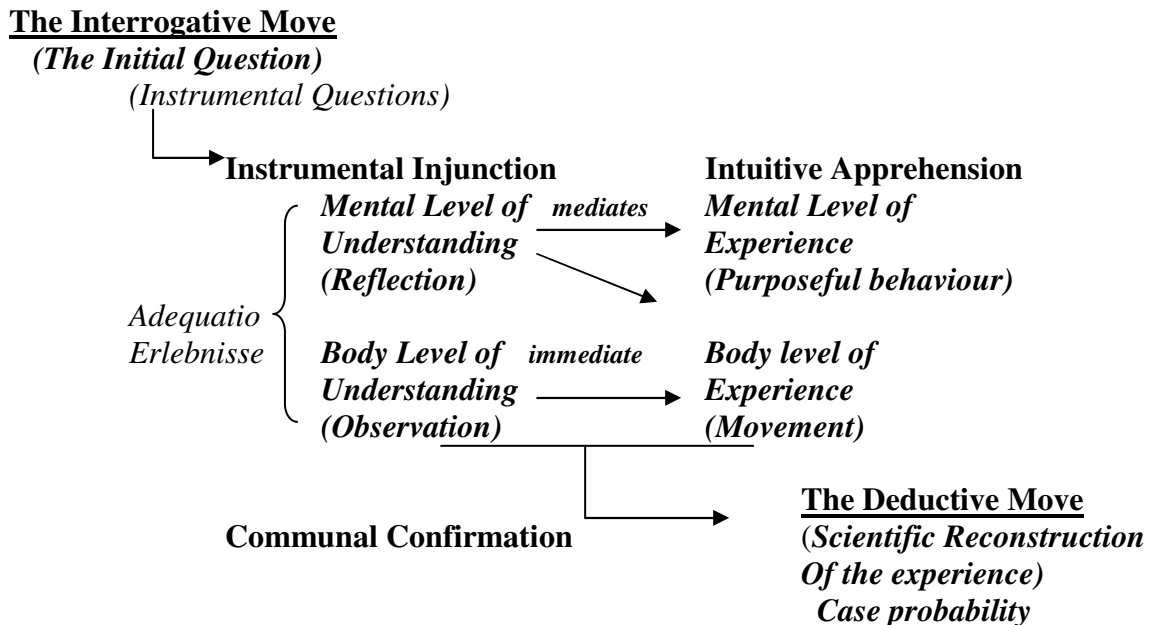 The Interrogative Move
(The Initial Question)
(Instrumental Questions)
Instrumental Injunction
Intuitive Apprehension
Mental Level of
Understanding
(Reflection)
mediates
Mental Level of
Experience
(Purposeful behaviour)
Adequatio
Erlebnisse
Body Level of
Understanding
(Observation)
immediate
Body level of
Experience
(Movement)
Communal Confirmation
The Deductive Move
(Scientific Reconstruction
Of the experience)
Case probability